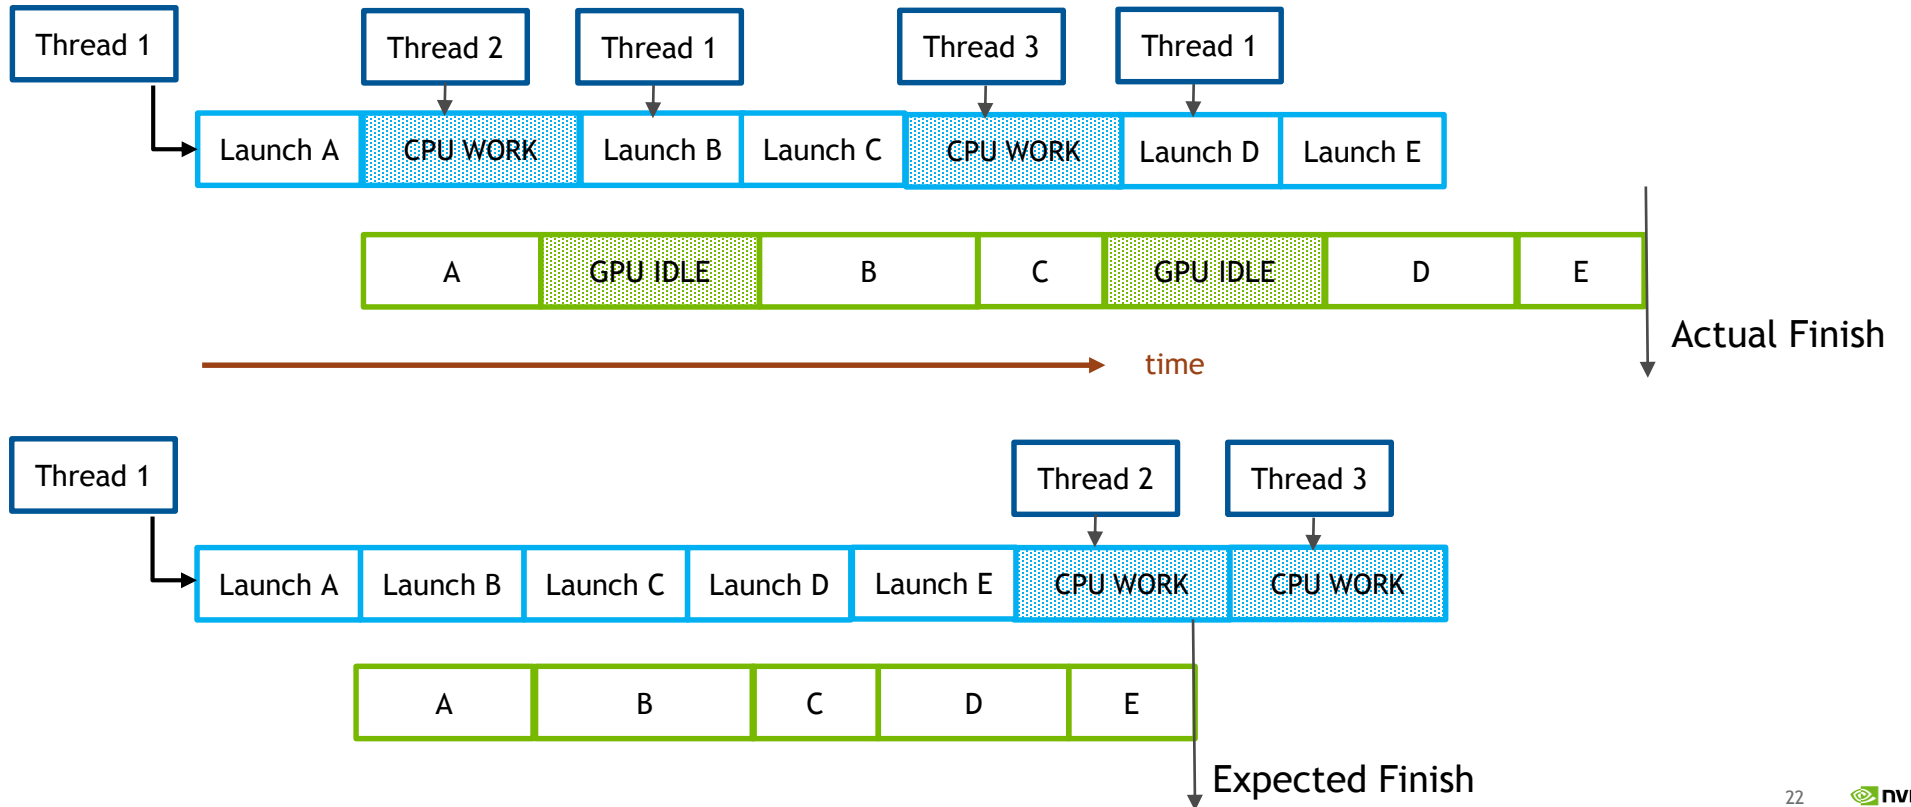 Thread 1
Thread 2
Thread 1
Thread 3
Thread 1
Launch A
CPU WORK
Launch B
Launch C
CPU WORK
Launch D
Launch E
A
GPU IDLE
B
C
GPU IDLE
D
E
Actual Finish
time
Thread 1
Thread 2
Thread 3
Launch A
Launch B
Launch C
Launch D
Launch E
CPU WORK
CPU WORK
A
B
C
D
E
Expected Finish
22